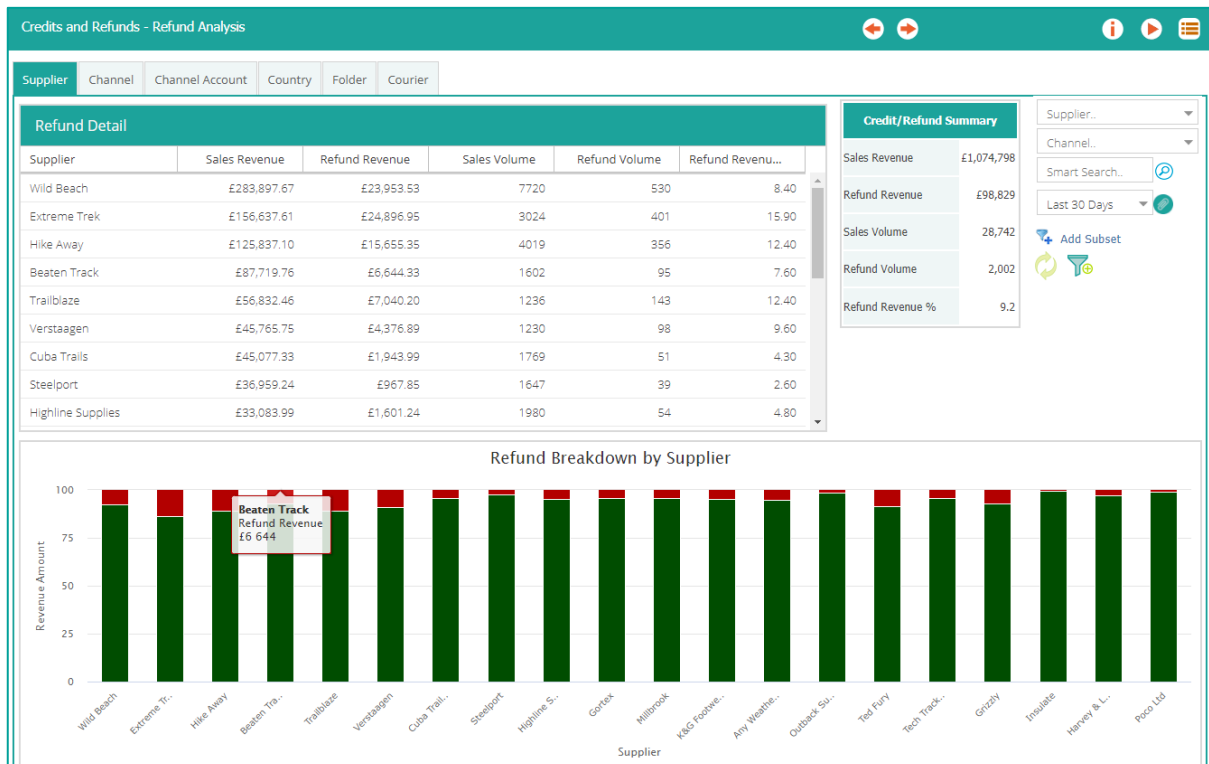 Credits and Refunds - Refund Analysis
Supplier Channel Channel Account Country Folder Courier
Refund Detail
Supplier Sales Revenue Refund Revenue Sales Volume Refund Volume Refund Revenu...
Wild Beach £283,897.67 £23,953.53 7720 530 8.40
Extreme Trek £156,637.61 £24,896.95 3024 401 15.90
Hike Away £125,837.10 £15,655.35 4019 356 12.40
Beaten Track £87,719.76 £6,644.33 1602 95 7.60
Trailblaze £56,832.46 £7,040.20 1236 143 12.40
Verstaagen £45,765.75 £4,376.89 1230 98 9.60
Cuba Trails £45,077.33 £1,943.99 1769 51 4.30
Steelport £36,959.24 £967.85 1647 39 2.60
Highline Supplies £33,083.99 £1,601.24 1980 54 4.80
Credit/Refund Summary
Sales Revenue £1,074,798
Refund Revenue £98,829
Sales Volume 28,742
Refund Volume 2,002
Refund Revenue % 9.2
Supplier..
Channel..
Smart Search..
Last 30 Days
Add Subset
Refund Breakdown by Supplier
Revenue Amount
100
75
50
25
0
Beaten Track
Refund Revenue
£6 644
Wild Beach
Extreme Tr..
Hike Away
Beaten Tra..
Trailblaze
Verstaagen
Cuba Trail..
Steelport
Highline S..
Gortex
Millbrook
K&G Footwe..
Any Weathe..
Outback Su..
Ted Fury
Tech Track..
Grizzly
Insulate
Harvey & L..
Poco Ltd
Supplier